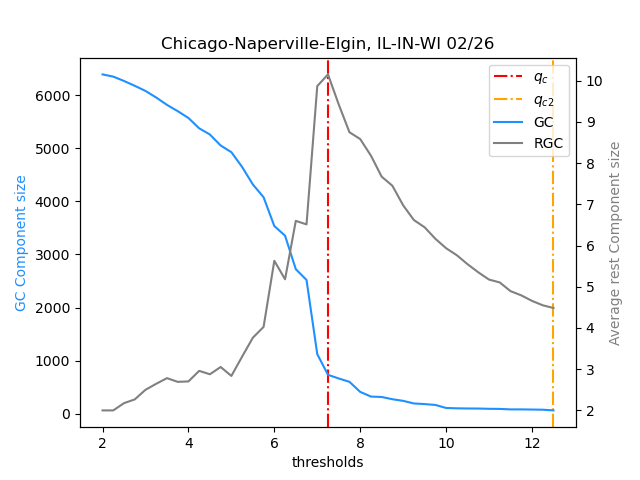 Chicago-Naperville-Elgin, IL-IN-WI 02/26
GC Component size
6000
5000
4000
3000
2000
1000
0
q_c
q_c2
GC
RGC
10
9
8
7
6
5
4
3
2
Average rest Component size
2 4 6 8 10 12
thresholds